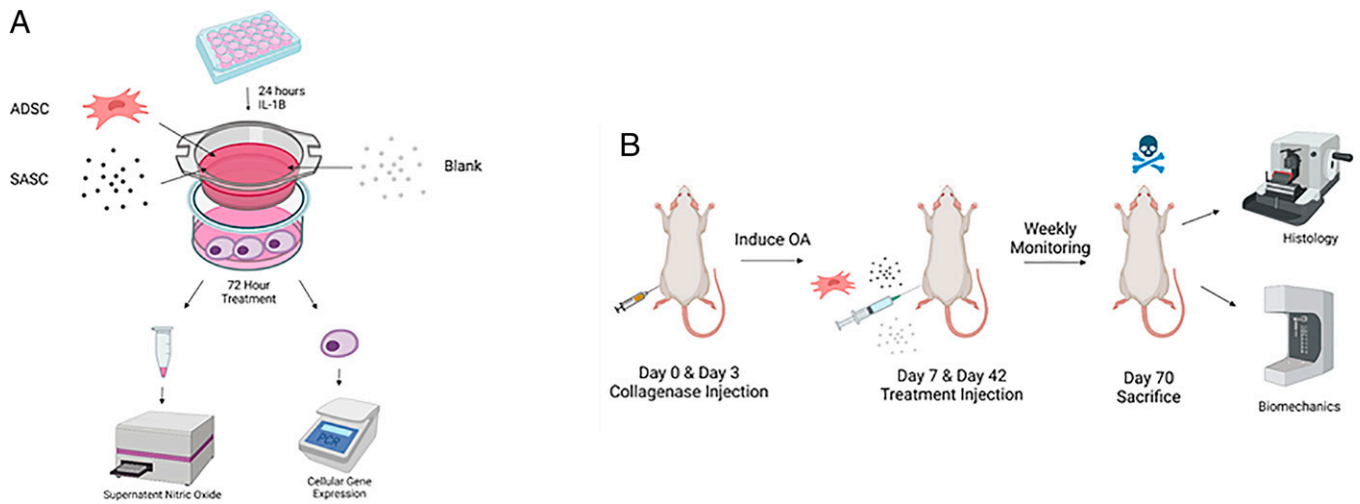 A
24 hours
IL-1B
ADSC
SASC
Blank
72 Hour
Treatment
PCR
Supernatent Nitric Oxide
Cellular Gene
Expression
B
Induce OA
Weekly
Monitoring
Histology
Day 0 & Day 3
Collagenase Injection
Day 7 & Day 42
Treatment Injection
Day 70
Sacrifice
Biomechanics